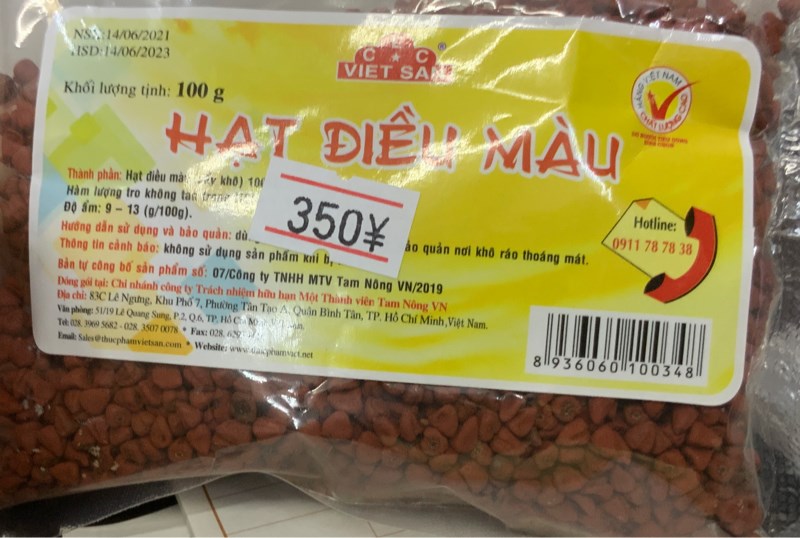 NSX:14/06/2021
HSD:14/06/2023
Khối lượng tịnh: 100 g
C ★ C
VIET SAN ®
HÀNG VIỆT NAM
CHẤT LƯỢNG CAO
HẠT ĐIỀU MÀU
Thành phần: Hạt điều màu khô) 100
Hàm lượng tro không tan trong
Độ ẩm: 9 – 13 (g/100g).
350¥
Hướng dẫn sử dụng và bảo quản: bảo quản nơi khô ráo thoáng mát.
Thông tin cảnh báo: không sử dụng sản phẩm khi
Bản tự công bố sản phẩm số: 07/Công ty TNHH MTV Tam Nông VN/2019
Đóng gói tại: Chi nhánh công ty Trách nhiệm hữu hạn Một Thành viên Tam Nông VN
Địa chỉ: 83C Lê Ngưng, Khu Phố 7, Phường Tân Tạo A, Quận Bình Tân, TP. Hồ Chí Minh,Việt Nam.
Văn phòng: 51/19 Lê Quang Sung, P.2, Q.6, TP. Hồ Chí
Tel: 028. 3969 5682 - 028. 3507 0078 * Fax: 028.
Email: Sales@thucphamvietsan.com * Website:
Hotline:
0911 78 78 38
8 936060 100348